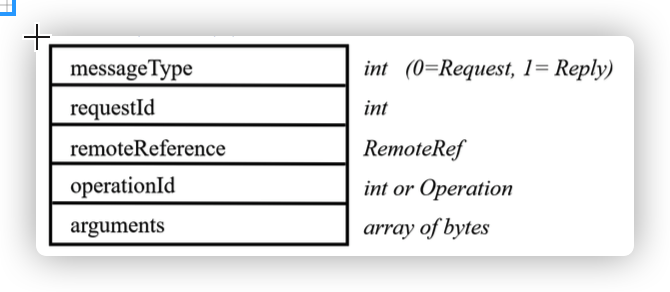 messageType int (0=Request, 1= Reply)
requestId int
remoteReference RemoteRef
operationId int or Operation
arguments array of bytes